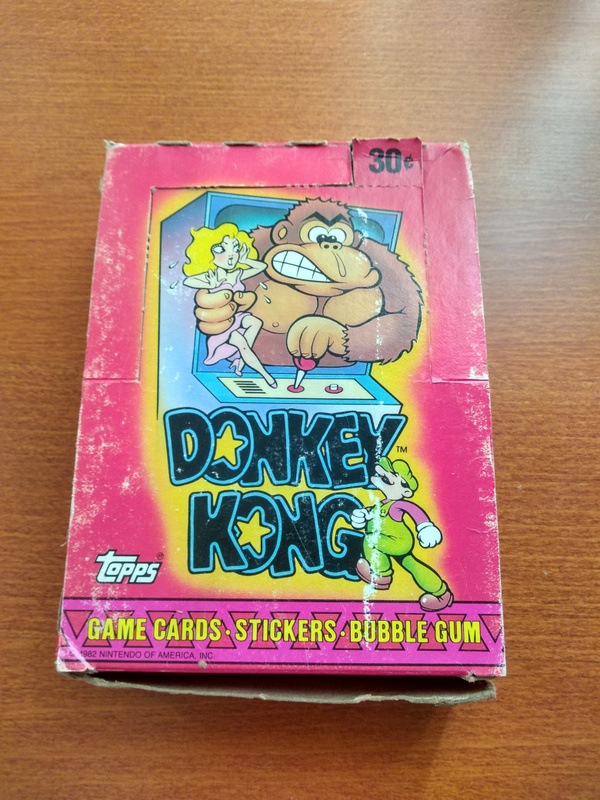 30¢
DONKEY
KONG
TM
topps®
GAME CARDS • STICKERS • BUBBLE GUM
© 1982 NINTENDO OF AMERICA, INC.